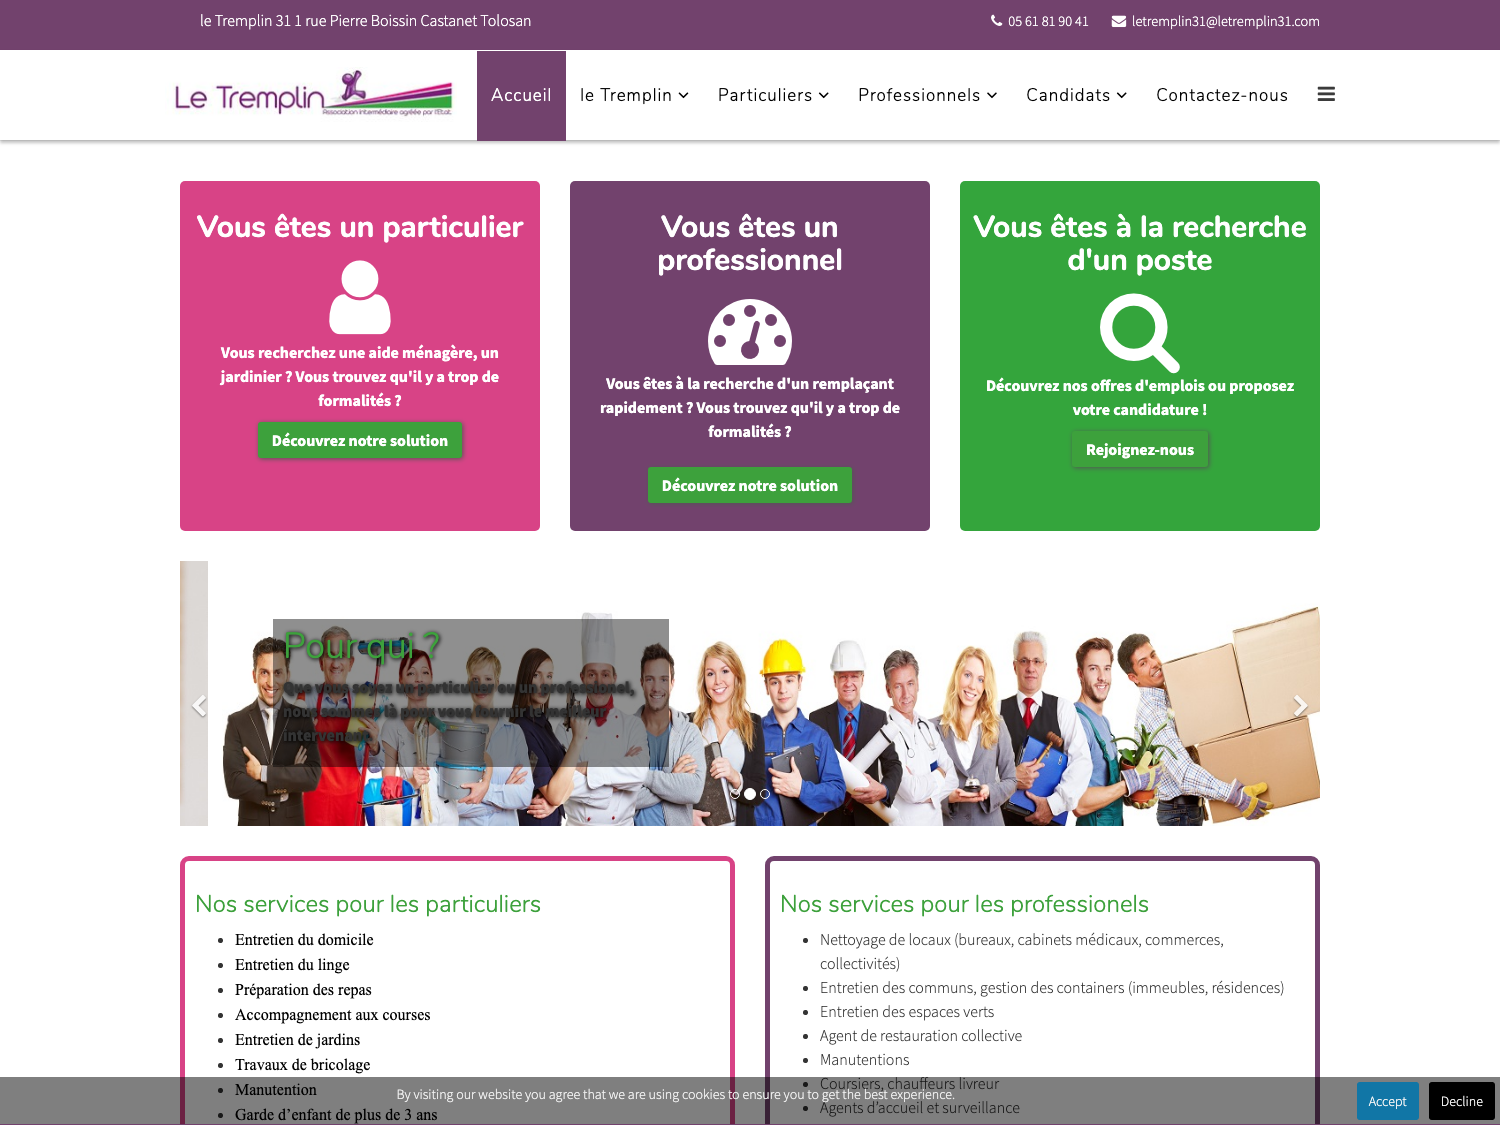 le Tremplin 31 1 rue Pierre Boissin Castanet Tolosan
05 61 81 90 41
letremplin31@letremplin31.com
Le Tremplin
Association intermédiaire agréée par l'Etat
Accueil
le Tremplin
Particuliers
Professionnels
Candidats
Contactez-nous
Vous êtes un particulier
Vous recherchez une aide ménagère, un
jardinier ? Vous trouvez qu'il y a trop de
formalités ?
Découvrez notre solution
Vous êtes un
professionnel
Vous êtes à la recherche d'un remplaçant
rapidement ? Vous trouvez qu'il y a trop de
formalités ?
Découvrez notre solution
Vous êtes à la recherche
d'un poste
Découvrez nos offres d'emplois ou proposez
votre candidature !
Rejoignez-nous
Pour qui ?
Que vous soyez un particulier ou un professionel,
nous sommes là pour vous fournir le meilleur
intervenant
Nos services pour les particuliers
Entretien du domicile
Entretien du linge
Préparation des repas
Accompagnement aux courses
Entretien de jardins
Travaux de bricolage
Manutention
Garde d’enfant de plus de 3 ans
Nos services pour les professionels
Nettoyage de locaux (bureaux, cabinets médicaux, commerces,
collectivités)
Entretien des communs, gestion des containers (immeubles, résidences)
Entretien des espaces verts
Agent de restauration collective
Manutentions
Coursiers, chauffeurs livreur
Agents d’accueil et surveillance
By visiting our website you agree that we are using cookies to ensure you to get the best experience.
Accept
Decline